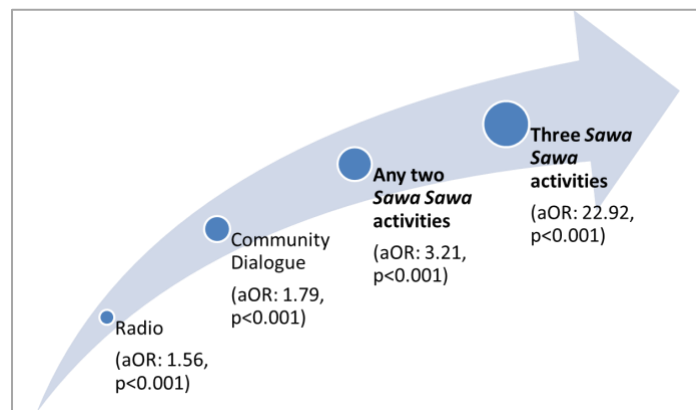 Radio
(aOR: 1.56,
p<0.001)
Community
Dialogue
(aOR: 1.79,
p<0.001)
Any two
Sawa Sawa
activities
(aOR: 3.21,
p<0.001)
Three Sawa
Sawa
activities
(aOR: 22.92,
p<0.001)